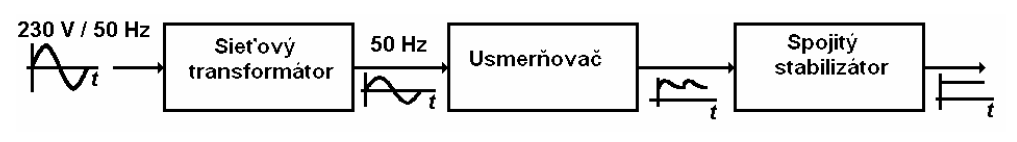 230 V / 50 Hz
t
Sieťový
transformátor
50 Hz
t
Usmerňovač
t
Spojitý
stabilizátor
t